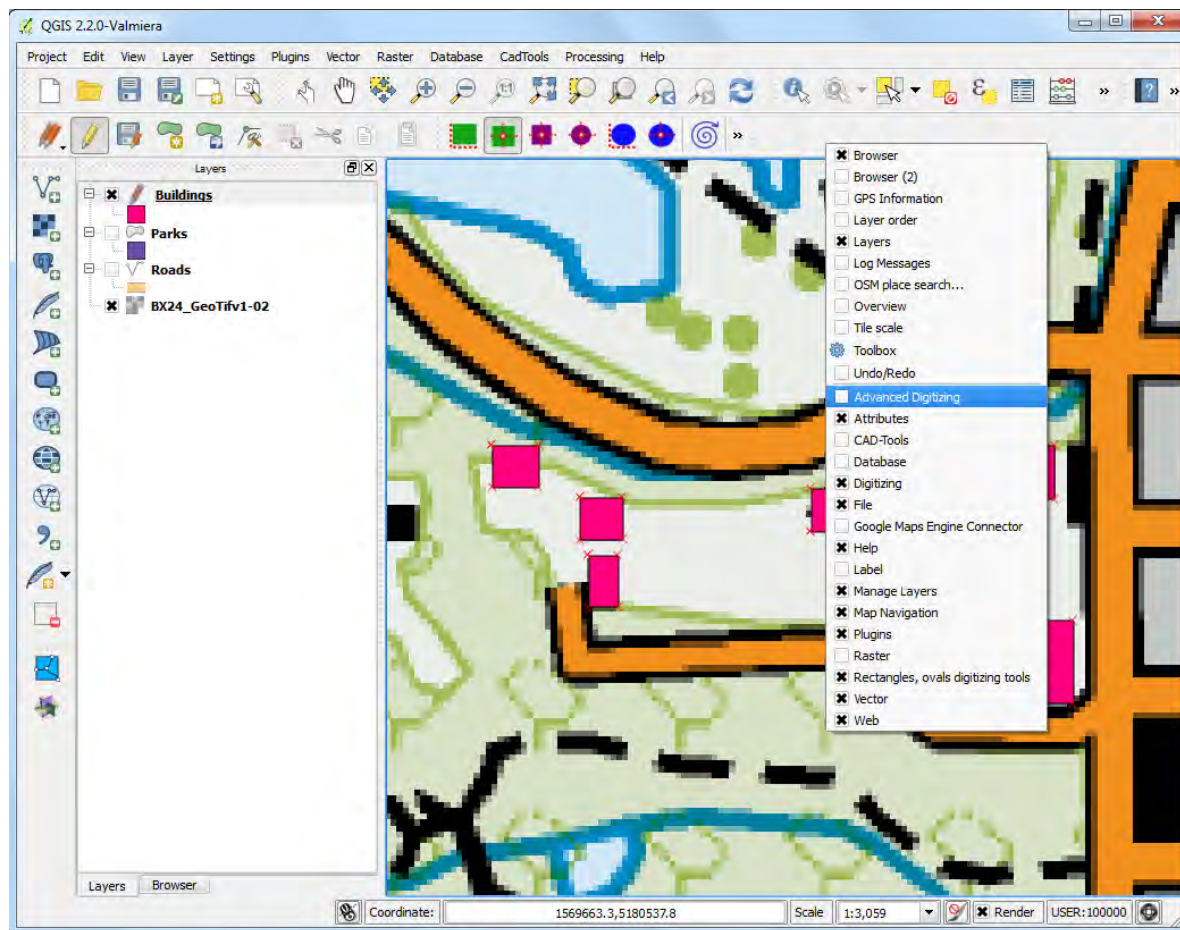 QGIS 2.2.0-Valmiera
Project Edit View Layer Settings Plugins Vector Raster Database CadTools Processing Help
1:1
ε
»
?
»
»
Layers
Buildings
Parks
Roads
BX24_GeoTifv1-02
Browser
Browser (2)
GPS Information
Layer order
Layers
Log Messages
OSM place search...
Overview
Tile scale
Toolbox
Undo/Redo
Advanced Digitizing
Attributes
CAD-Tools
Database
Digitizing
File
Google Maps Engine Connector
Help
Label
Manage Layers
Map Navigation
Plugins
Raster
Rectangles, ovals digitizing tools
Vector
Web
Layers Browser
Coordinate: 1569663.3,5180537.8 Scale 1:3,059 Render USER:100000